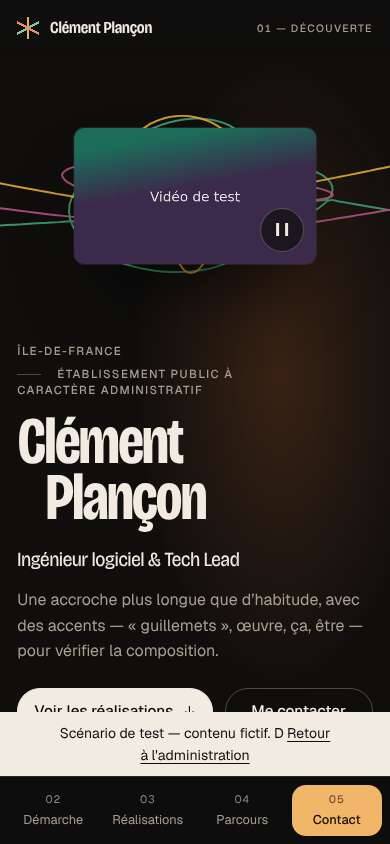 Clément Plançon
01 — DÉCOUVERTE
Vidéo de test
ÎLE-DE-FRANCE
ÉTABLISSEMENT PUBLIC À
CARACTÈRE ADMINISTRATIF
Clément
Plançon
Ingénieur logiciel & Tech Lead
Une accroche plus longue que d'habitude, avec
des accents — « guillemets », œuvre, ça, être —
pour vérifier la composition.
Voir les réalisations ↓
Me contacter
Scénario de test — contenu fictif. D Retour
à l'administration
02
Démarche
03
Réalisations
04
Parcours
05
Contact